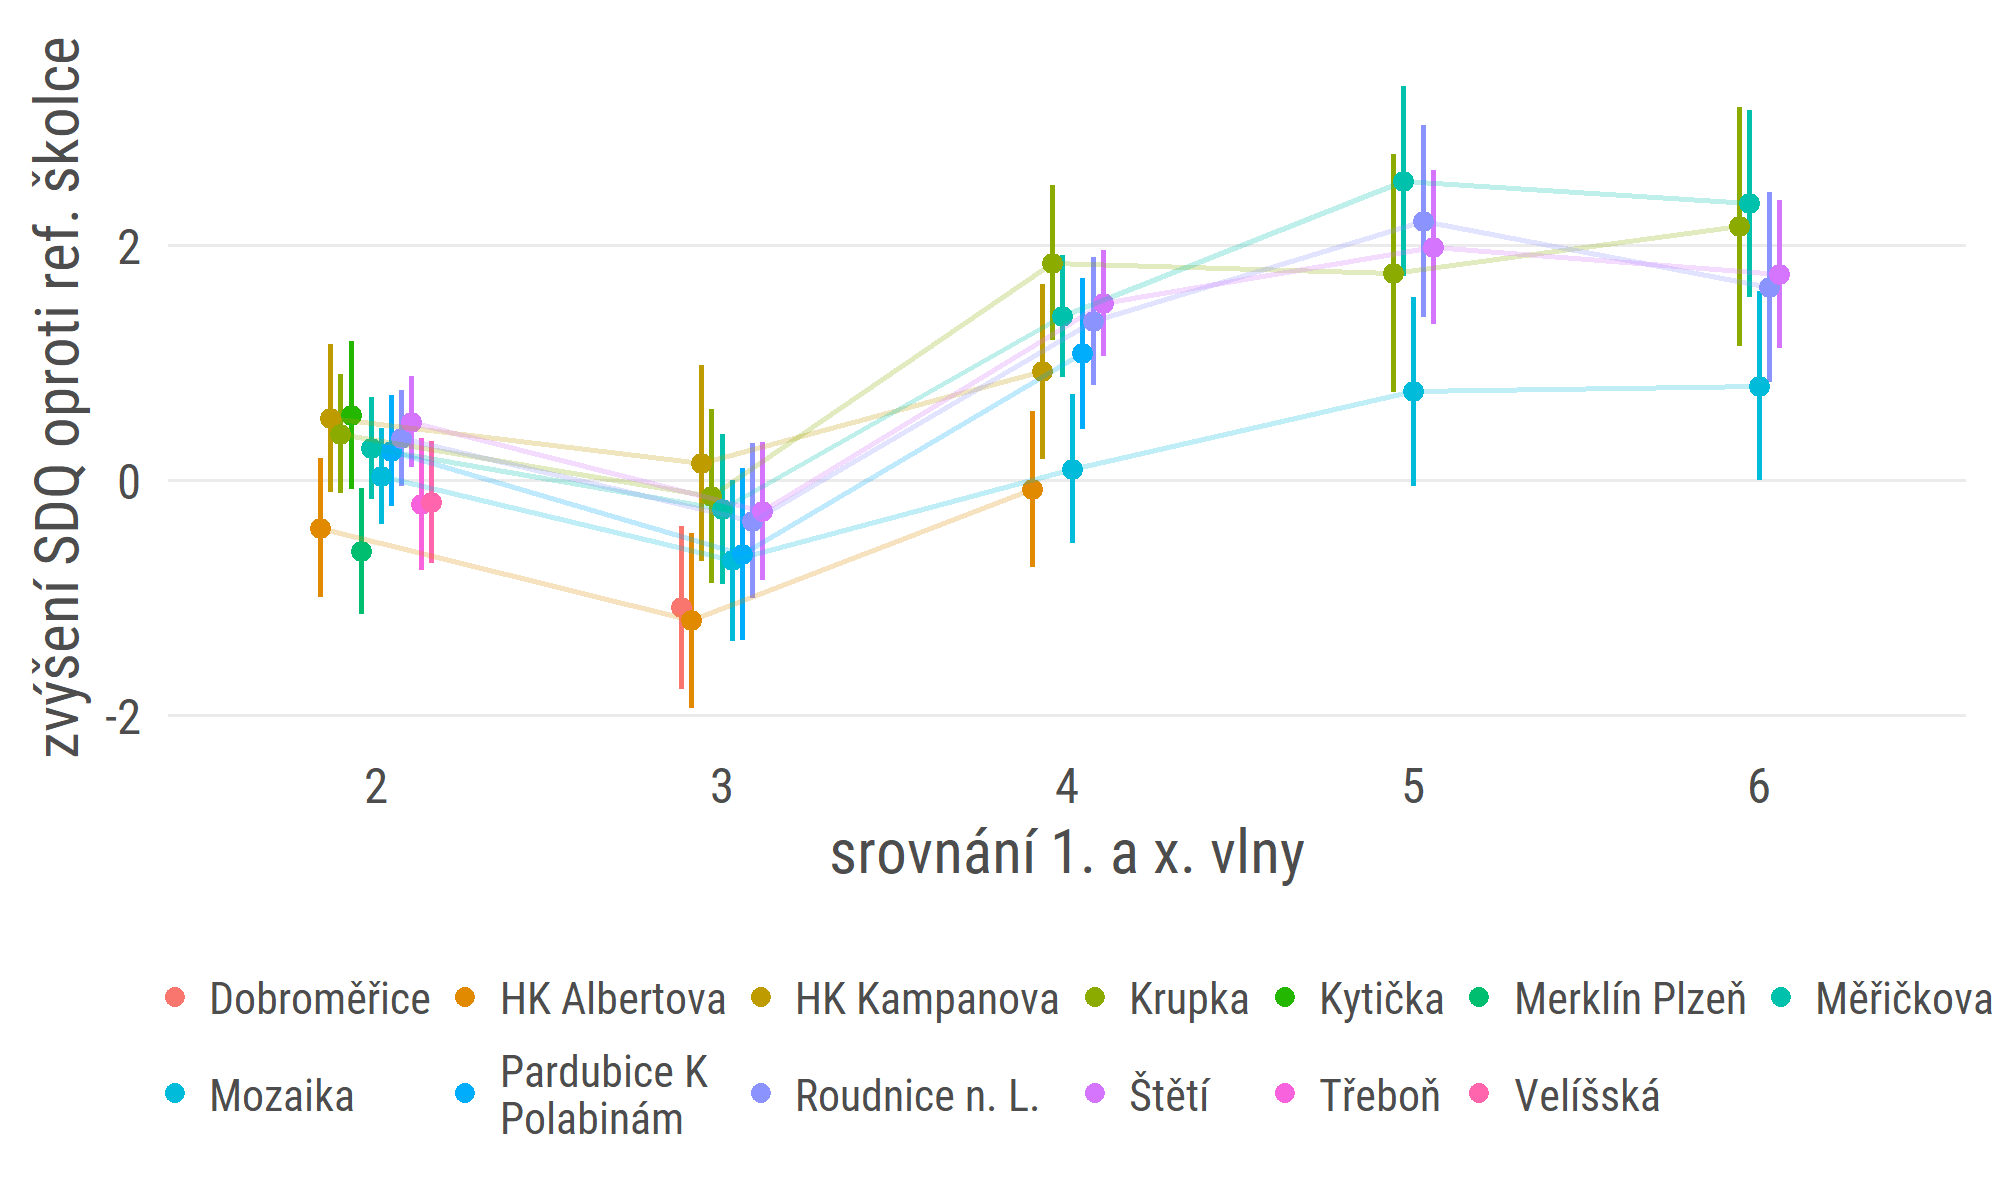 zvýšení SDQ oproti ref. školce
2
0
-2
2 3 4 5 6
srovnání 1. a x. vlny
Dobroměřice HK Albertova HK Kampanova Krupka Kytička Merklín Plzeň Měřičkova
Mozaika Pardubice K Polabinám Roudnice n. L. Štětí Třeboň Velíšská